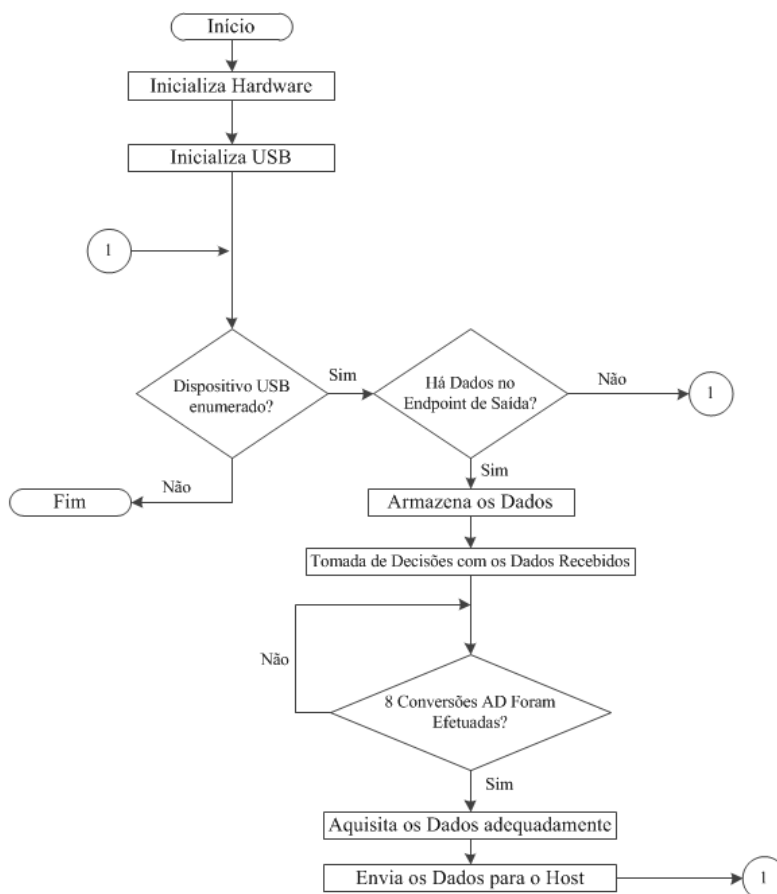 Início
Inicializa Hardware
Inicializa USB
1
Dispositivo USB
enumerado?
Sim
Há Dados no
Endpoint de Saída?
Não
1
Não
Fim
Sim
Armazena os Dados
Tomada de Decisões com os Dados Recebidos
Não
8 Conversões AD Foram
Efetuadas?
Sim
Aquisita os Dados adequadamente
Envia os Dados para o Host
1